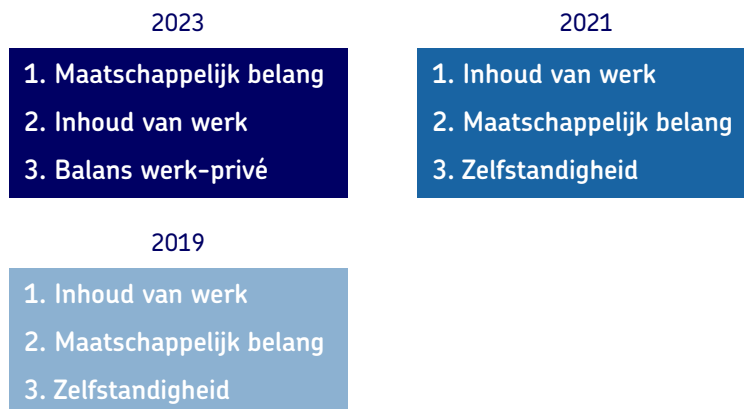 2023
1. Maatschappelijk belang
2. Inhoud van werk
3. Balans werk-privé
2021
1. Inhoud van werk
2. Maatschappelijk belang
3. Zelfstandigheid
2019
1. Inhoud van werk
2. Maatschappelijk belang
3. Zelfstandigheid